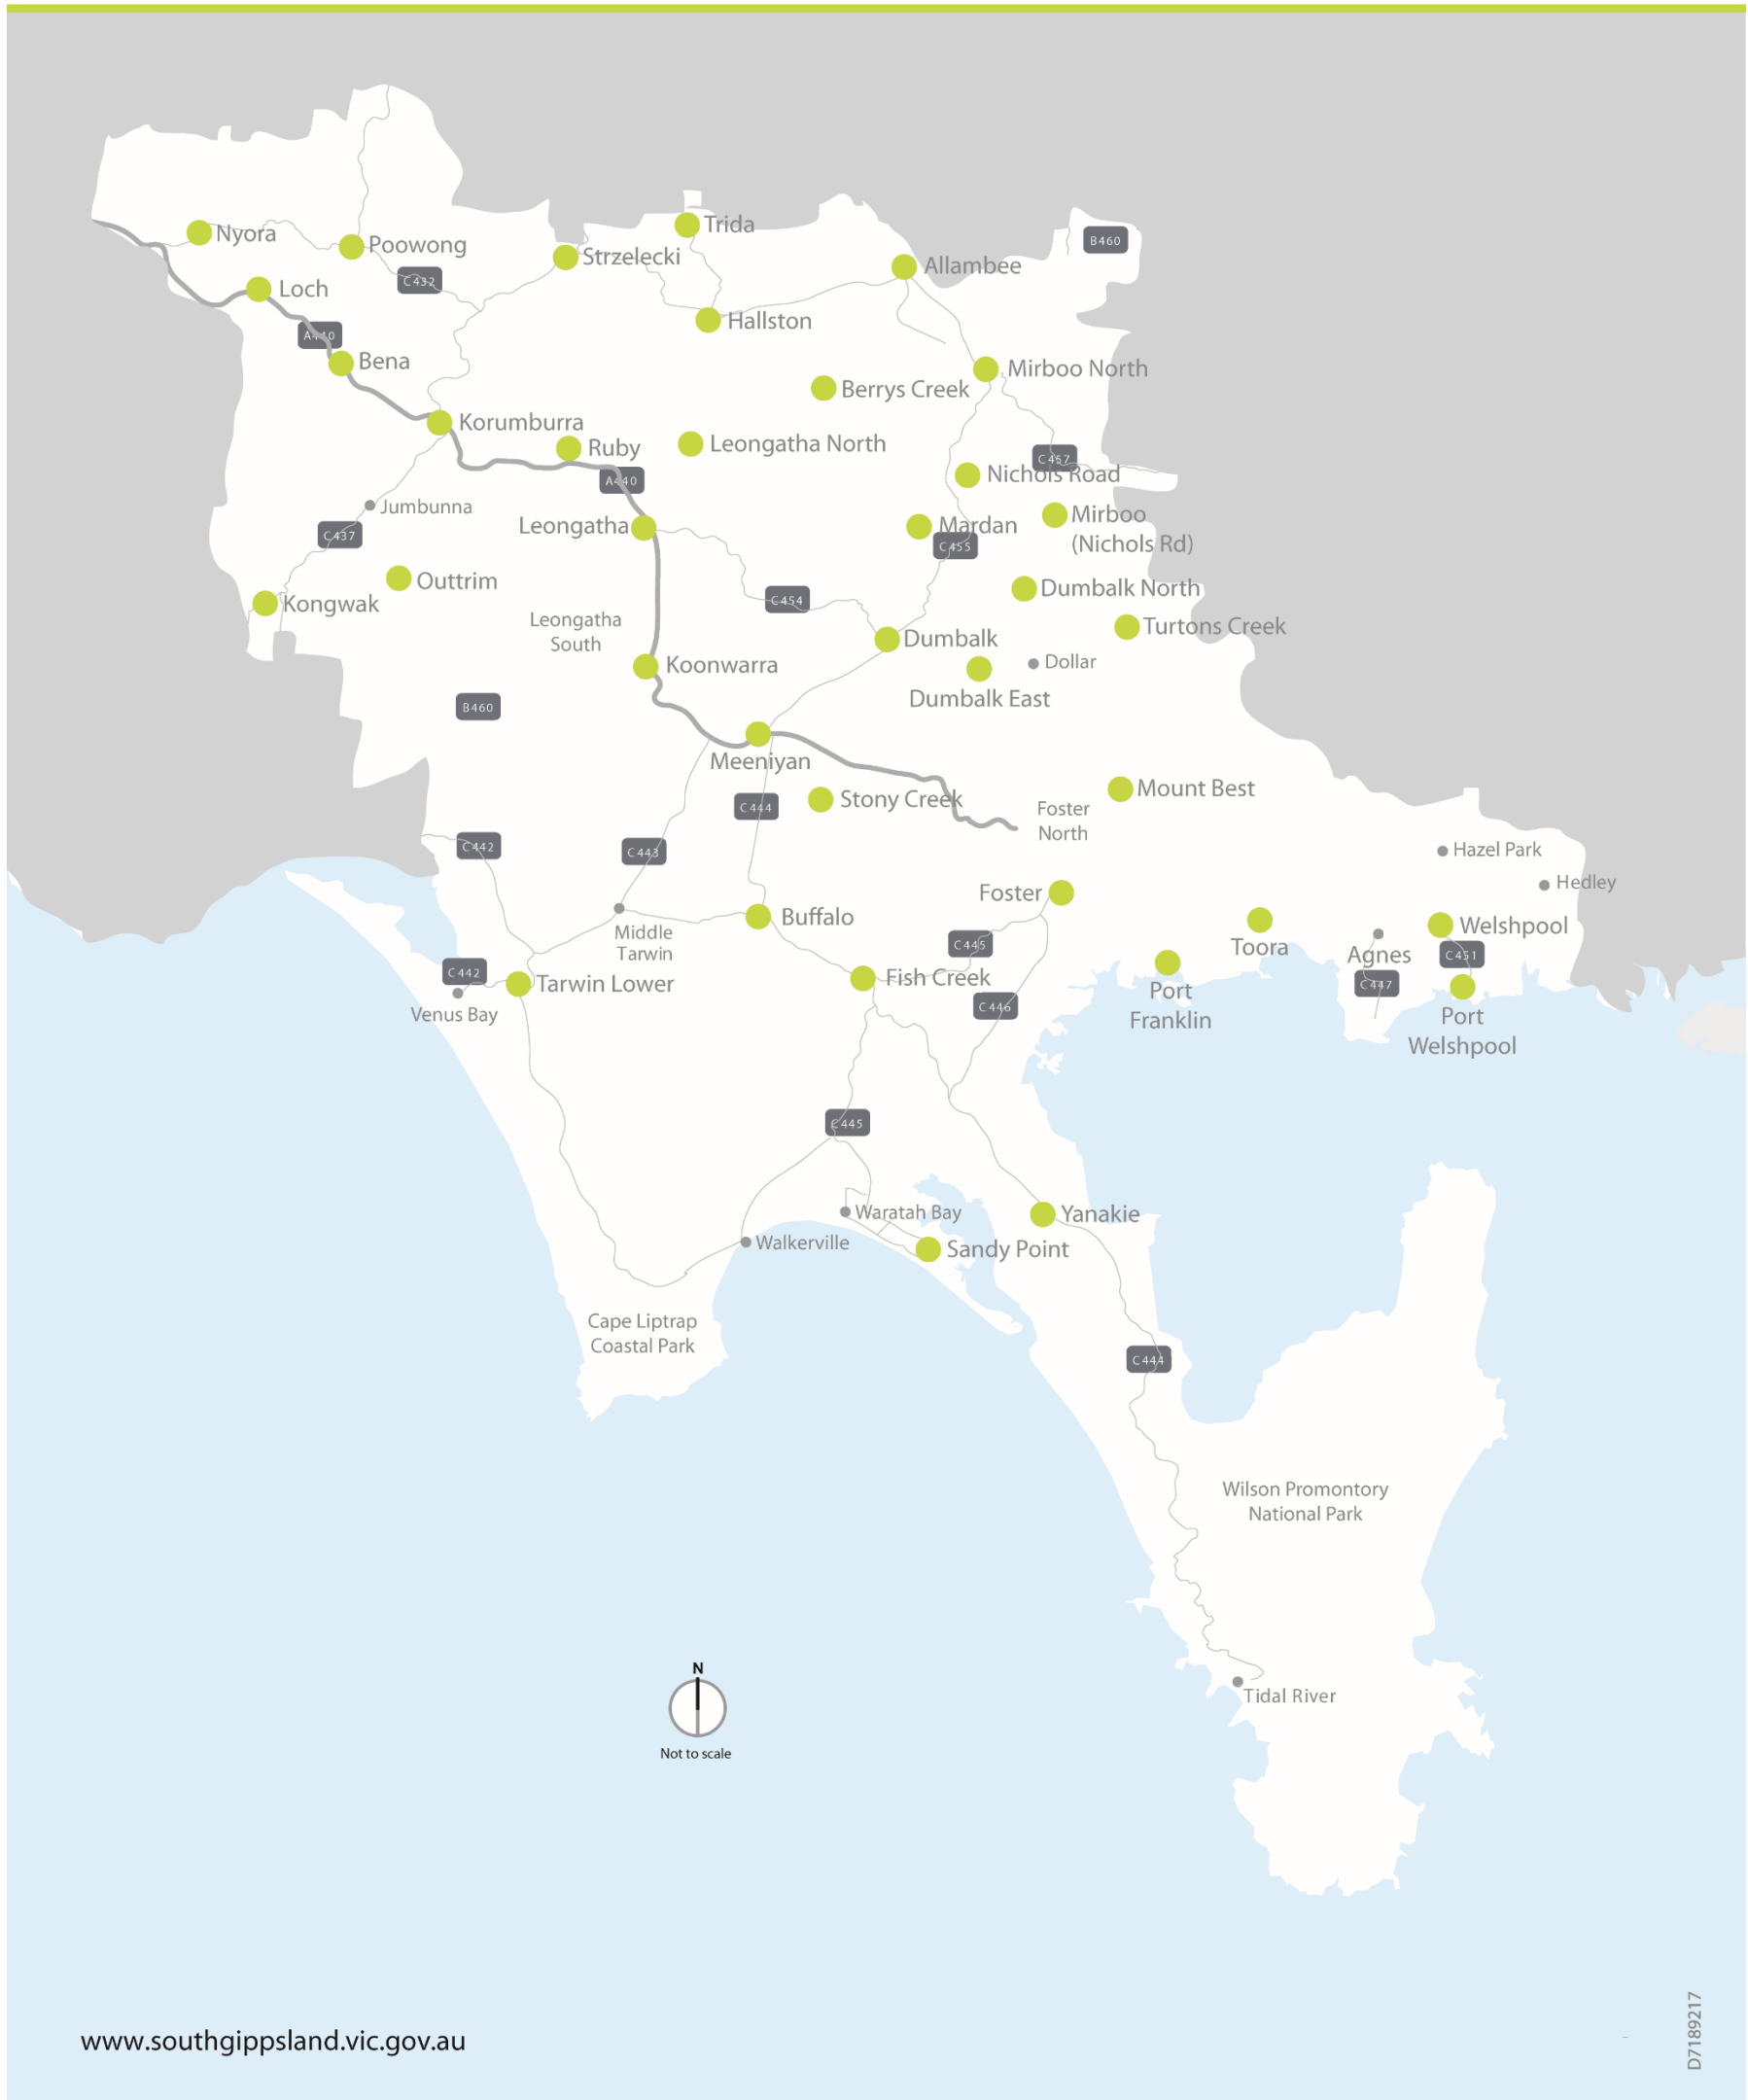 Trida
Nyora
Poowong
B460
Strzelecki
Allambee
C432
Loch
Hallston
A440
Bena
Mirboo North
Berrys Creek
Korumburra
Ruby
Leongatha North
C457
Nichols Road
A440
Jumbunna
Mirboo
(Nichols Rd)
Leongatha
Mardan
C437
C455
Outtrim
Dumbalk North
Kongwak
C454
Leongatha
South
Turtons Creek
Dumbalk
Koonwarra
Dollar
Dumbalk East
B460
Meeniyan
Mount Best
Stony Creek
C444
Foster
North
C442
C443
Hazel Park
Hedley
Foster
Buffalo
Welshpool
Middle
Tarwin
C445
Toora
Agnes
C451
C442
Tarwin Lower
Fish Creek
C447
Port
Franklin
C446
Venus Bay
Port
Welshpool
C445
Waratah Bay
Yanakie
Walkerville
Sandy Point
Cape Liptrap
Coastal Park
C444
Wilson Promontory
National Park
N
Tidal River
Not to scale
www.southgippsland.vic.gov.au
D7189217